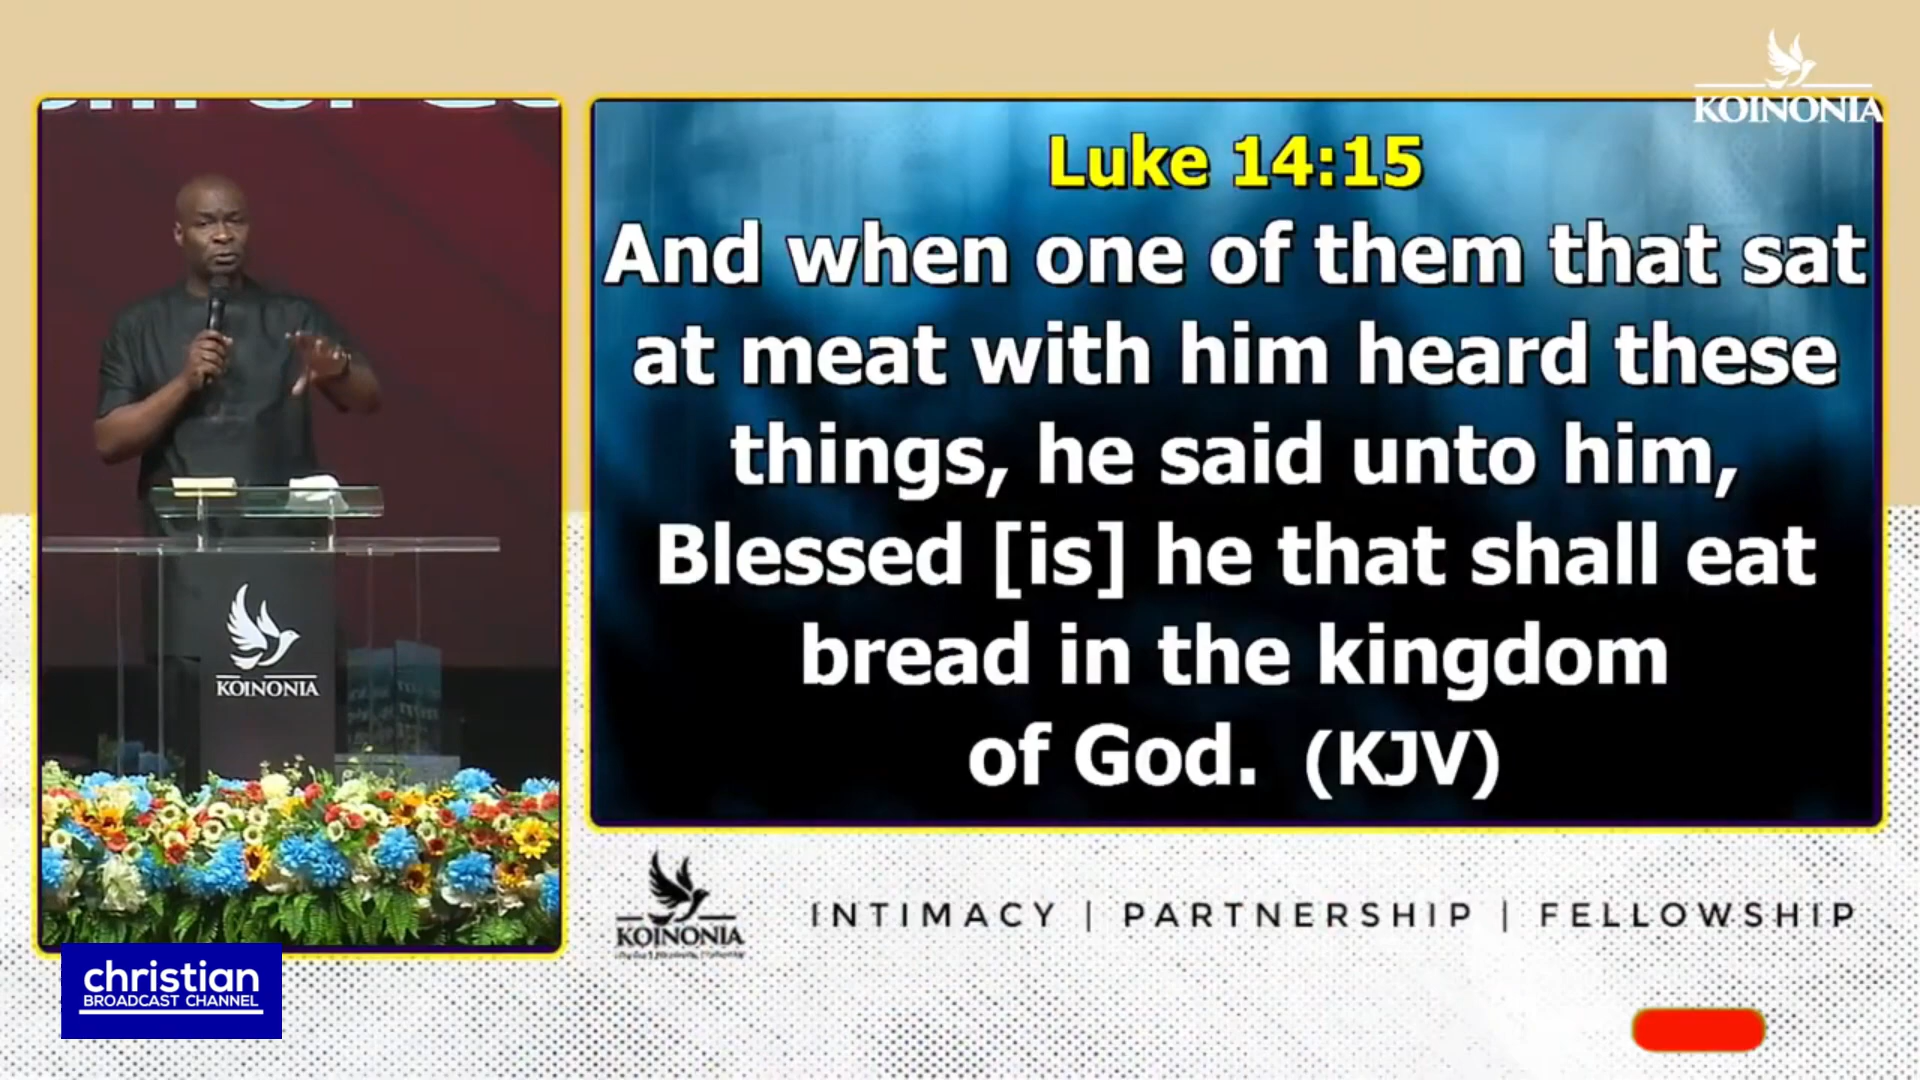 KOINONIA
Luke 14:15
And when one of them that sat
at meat with him heard these
things, he said unto him,
Blessed [is] he that shall eat
bread in the kingdom
of God. (KJV)
KOINONIA
KOINONIA
INTIMACY | PARTNERSHIP | FELLOWSHIP
christian
BROADCAST CHANNEL